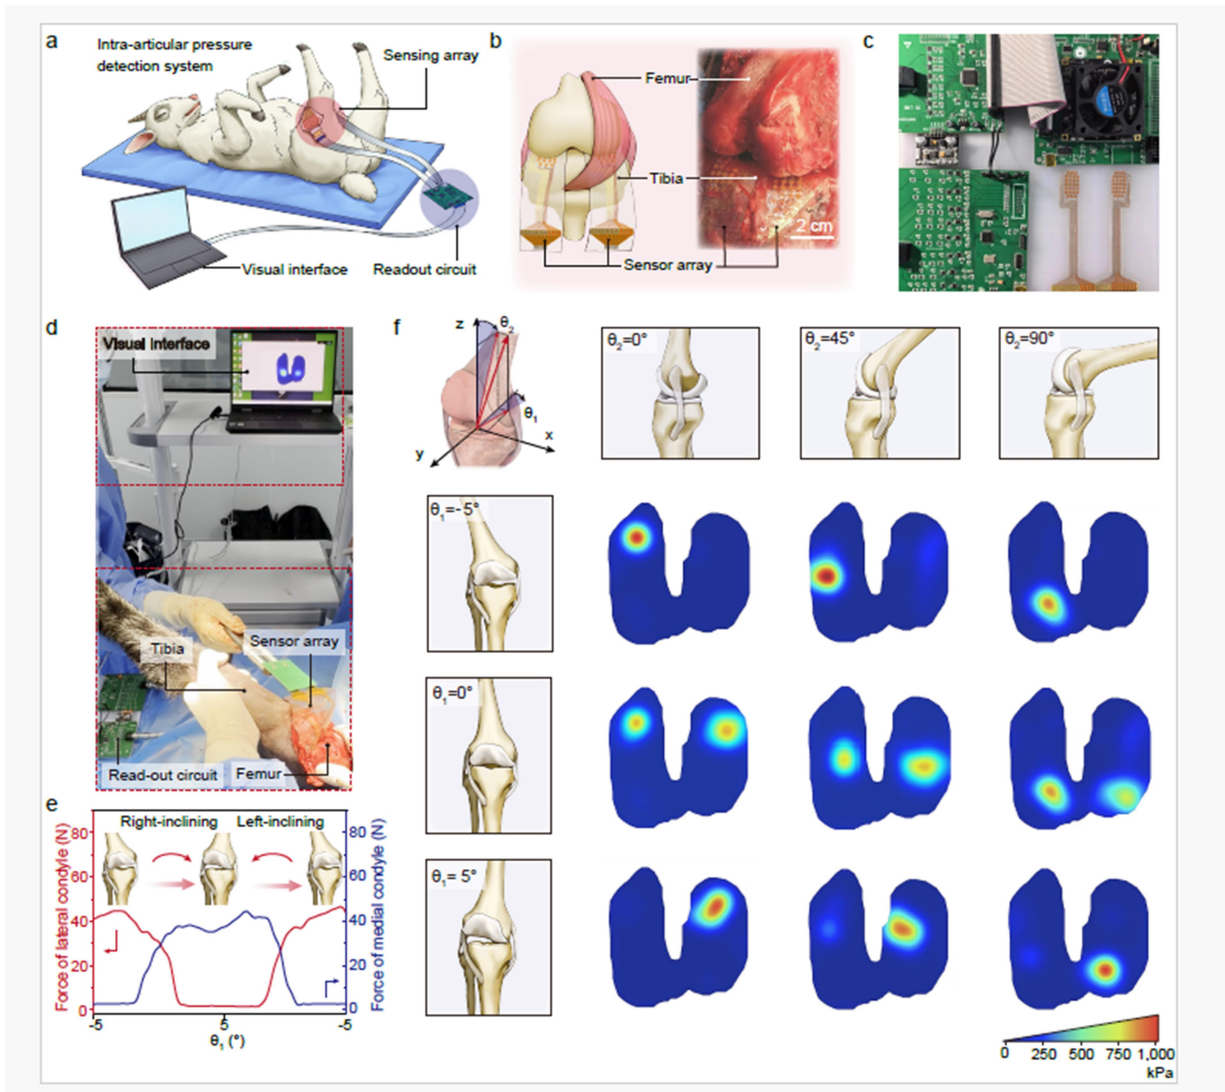 a
Intra-articular pressure
detection system
Sensing array
Visual interface
Readout circuit
b
Femur
Tibia
Sensor array
2 cm
c
d
Visual interface
Tibia
Sensor array
Read-out circuit
Femur
e
Right-inclining
Left-inclining
Force of lateral condyle (N)
80
60
40
20
0
Force of medial condyle (N)
80
60
40
20
0
-5
5
-5
θ₁ (°)
f
z
θ₂
θ₁
x
y
θ₂=0°
θ₂=45°
θ₂=90°
θ₁=-5°
θ₁=0°
θ₁= 5°
0
250
500
750
1,000
kPa